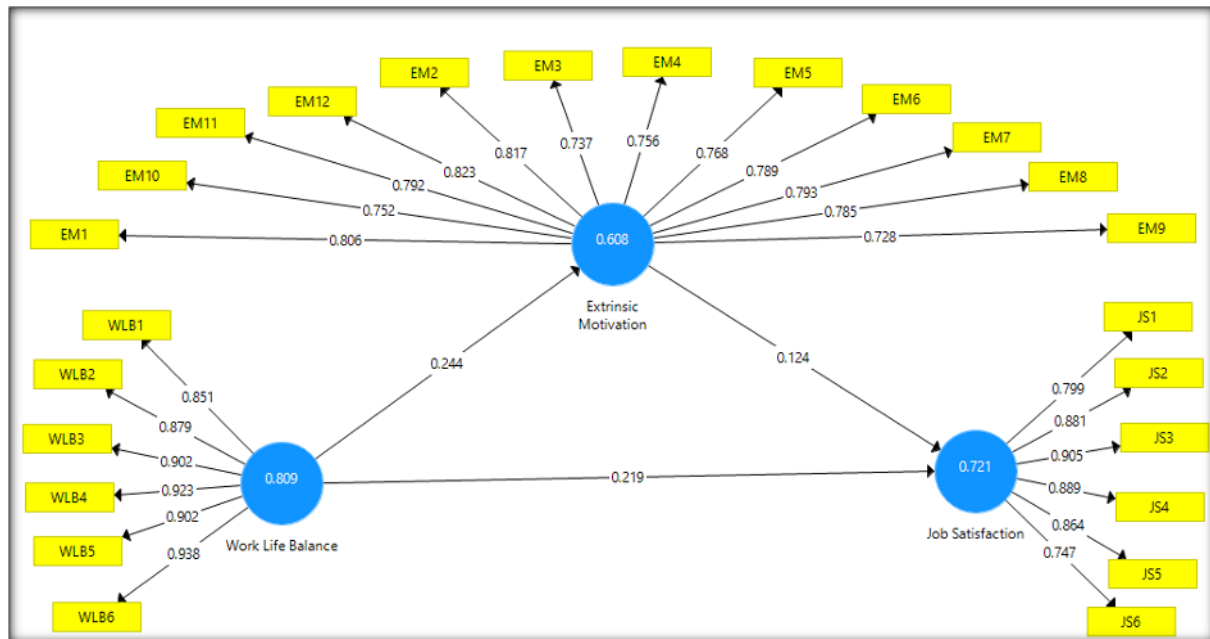 EM4
EM3
EM2
EM5
EM12
EM6
EM11
EM7
EM10
EM8
EM1
EM9
0.817
0.737
0.756
0.768
0.823
0.789
0.792
0.793
0.752
0.785
0.806
0.728
0.608
Extrinsic
Motivation
WLB1
WLB2
WLB3
WLB4
WLB5
WLB6
0.851
0.879
0.902
0.923
0.902
0.938
0.809
Work Life Balance
0.244
0.124
0.219
0.721
Job Satisfaction
0.799
0.881
0.905
0.889
0.864
0.747
JS1
JS2
JS3
JS4
JS5
JS6